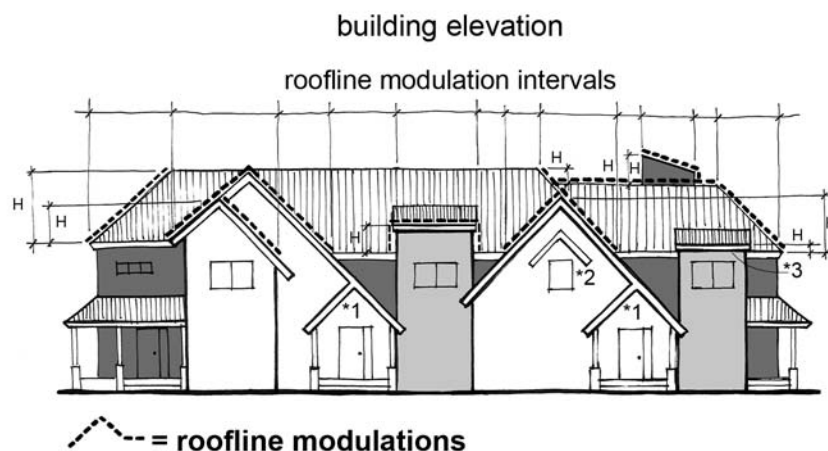 building elevation
roofline modulation intervals
H
H
H
H
H
H
H
H
*1
*2
*1
*3
= roofline modulations